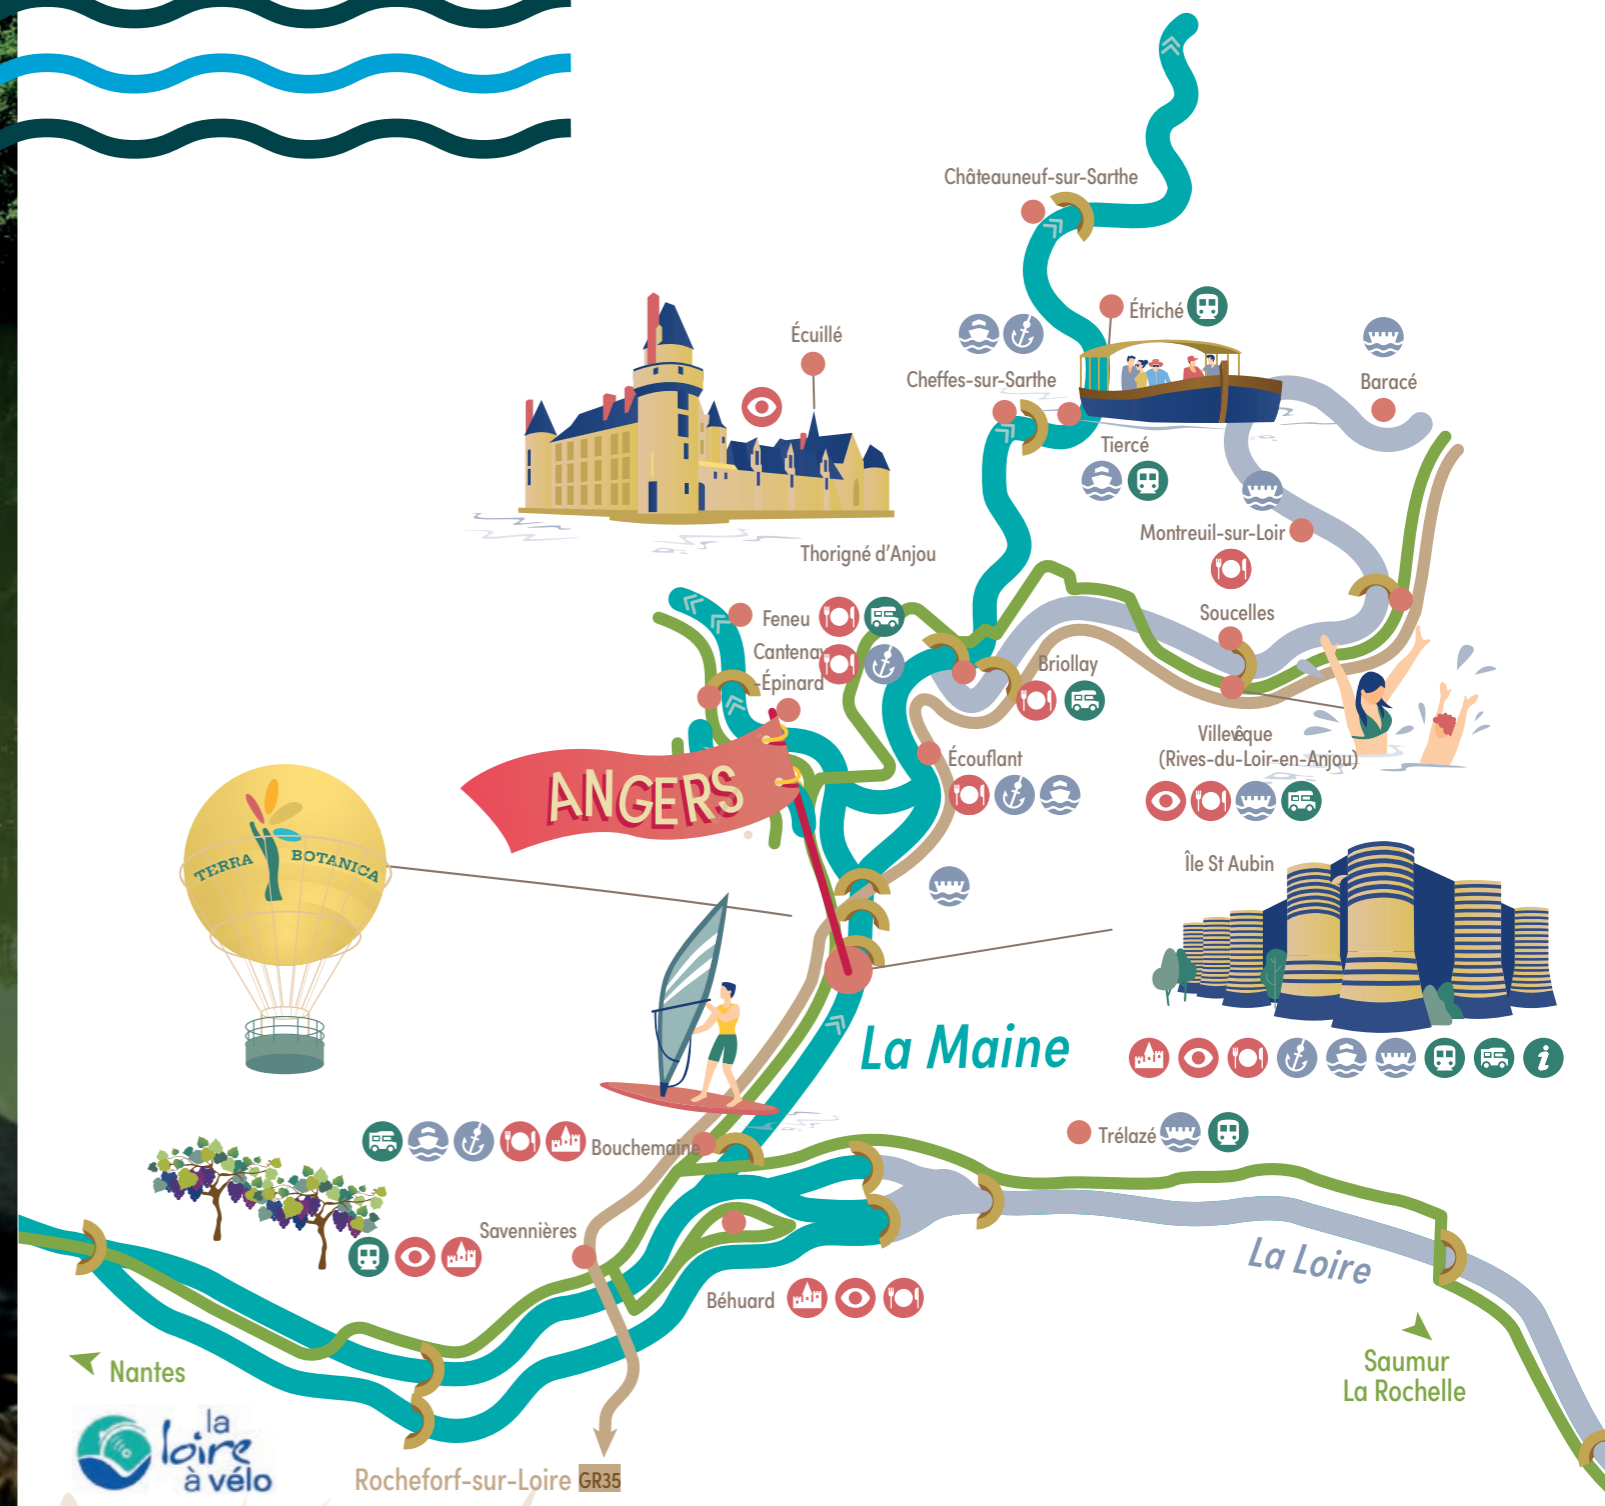 Châteauneuf-sur-Sarthe
Étriché
Écuillé
Cheffes-sur-Sarthe
Baracé
Tiercé
Montreuil-sur-Loir
Thorigné d'Anjou
Soucelles
Feneu
Cantenay
-Épinard
Briollay
Villevêque
(Rives-du-Loir-en-Anjou)
Écouflant
ANGERS
TERRA BOTANICA
Île St Aubin
La Maine
i
Trélazé
Bouchemaine
Savennières
La Loire
Béhuard
Nantes
Saumur
La Rochelle
la
loire
à vélo
Rocheforf-sur-Loire GR35